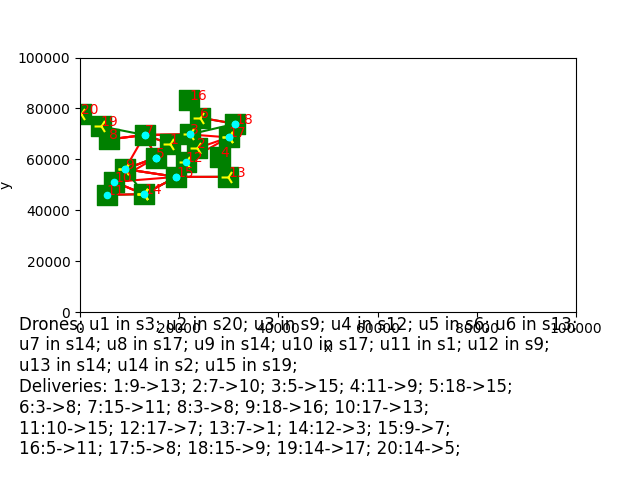 100000
80000
60000
40000
20000
0
y
0 20000 40000 60000 80000 100000
x
16
20
19
18
13
Drones: u1 in s3; u2 in s20; u3 in s9; u4 in s12; u5 in s6; u6 in s13;
u7 in s14; u8 in s17; u9 in s14; u10 in s17; u11 in s1; u12 in s9;
u13 in s14; u14 in s2; u15 in s19;
Deliveries: 1:9->13; 2:7->10; 3:5->15; 4:11->9; 5:18->15;
6:3->8; 7:15->11; 8:3->8; 9:18->16; 10:17->13;
11:10->15; 12:17->7; 13:7->1; 14:12->3; 15:9->7;
16:5->11; 17:5->8; 18:15->9; 19:14->17; 20:14->5;